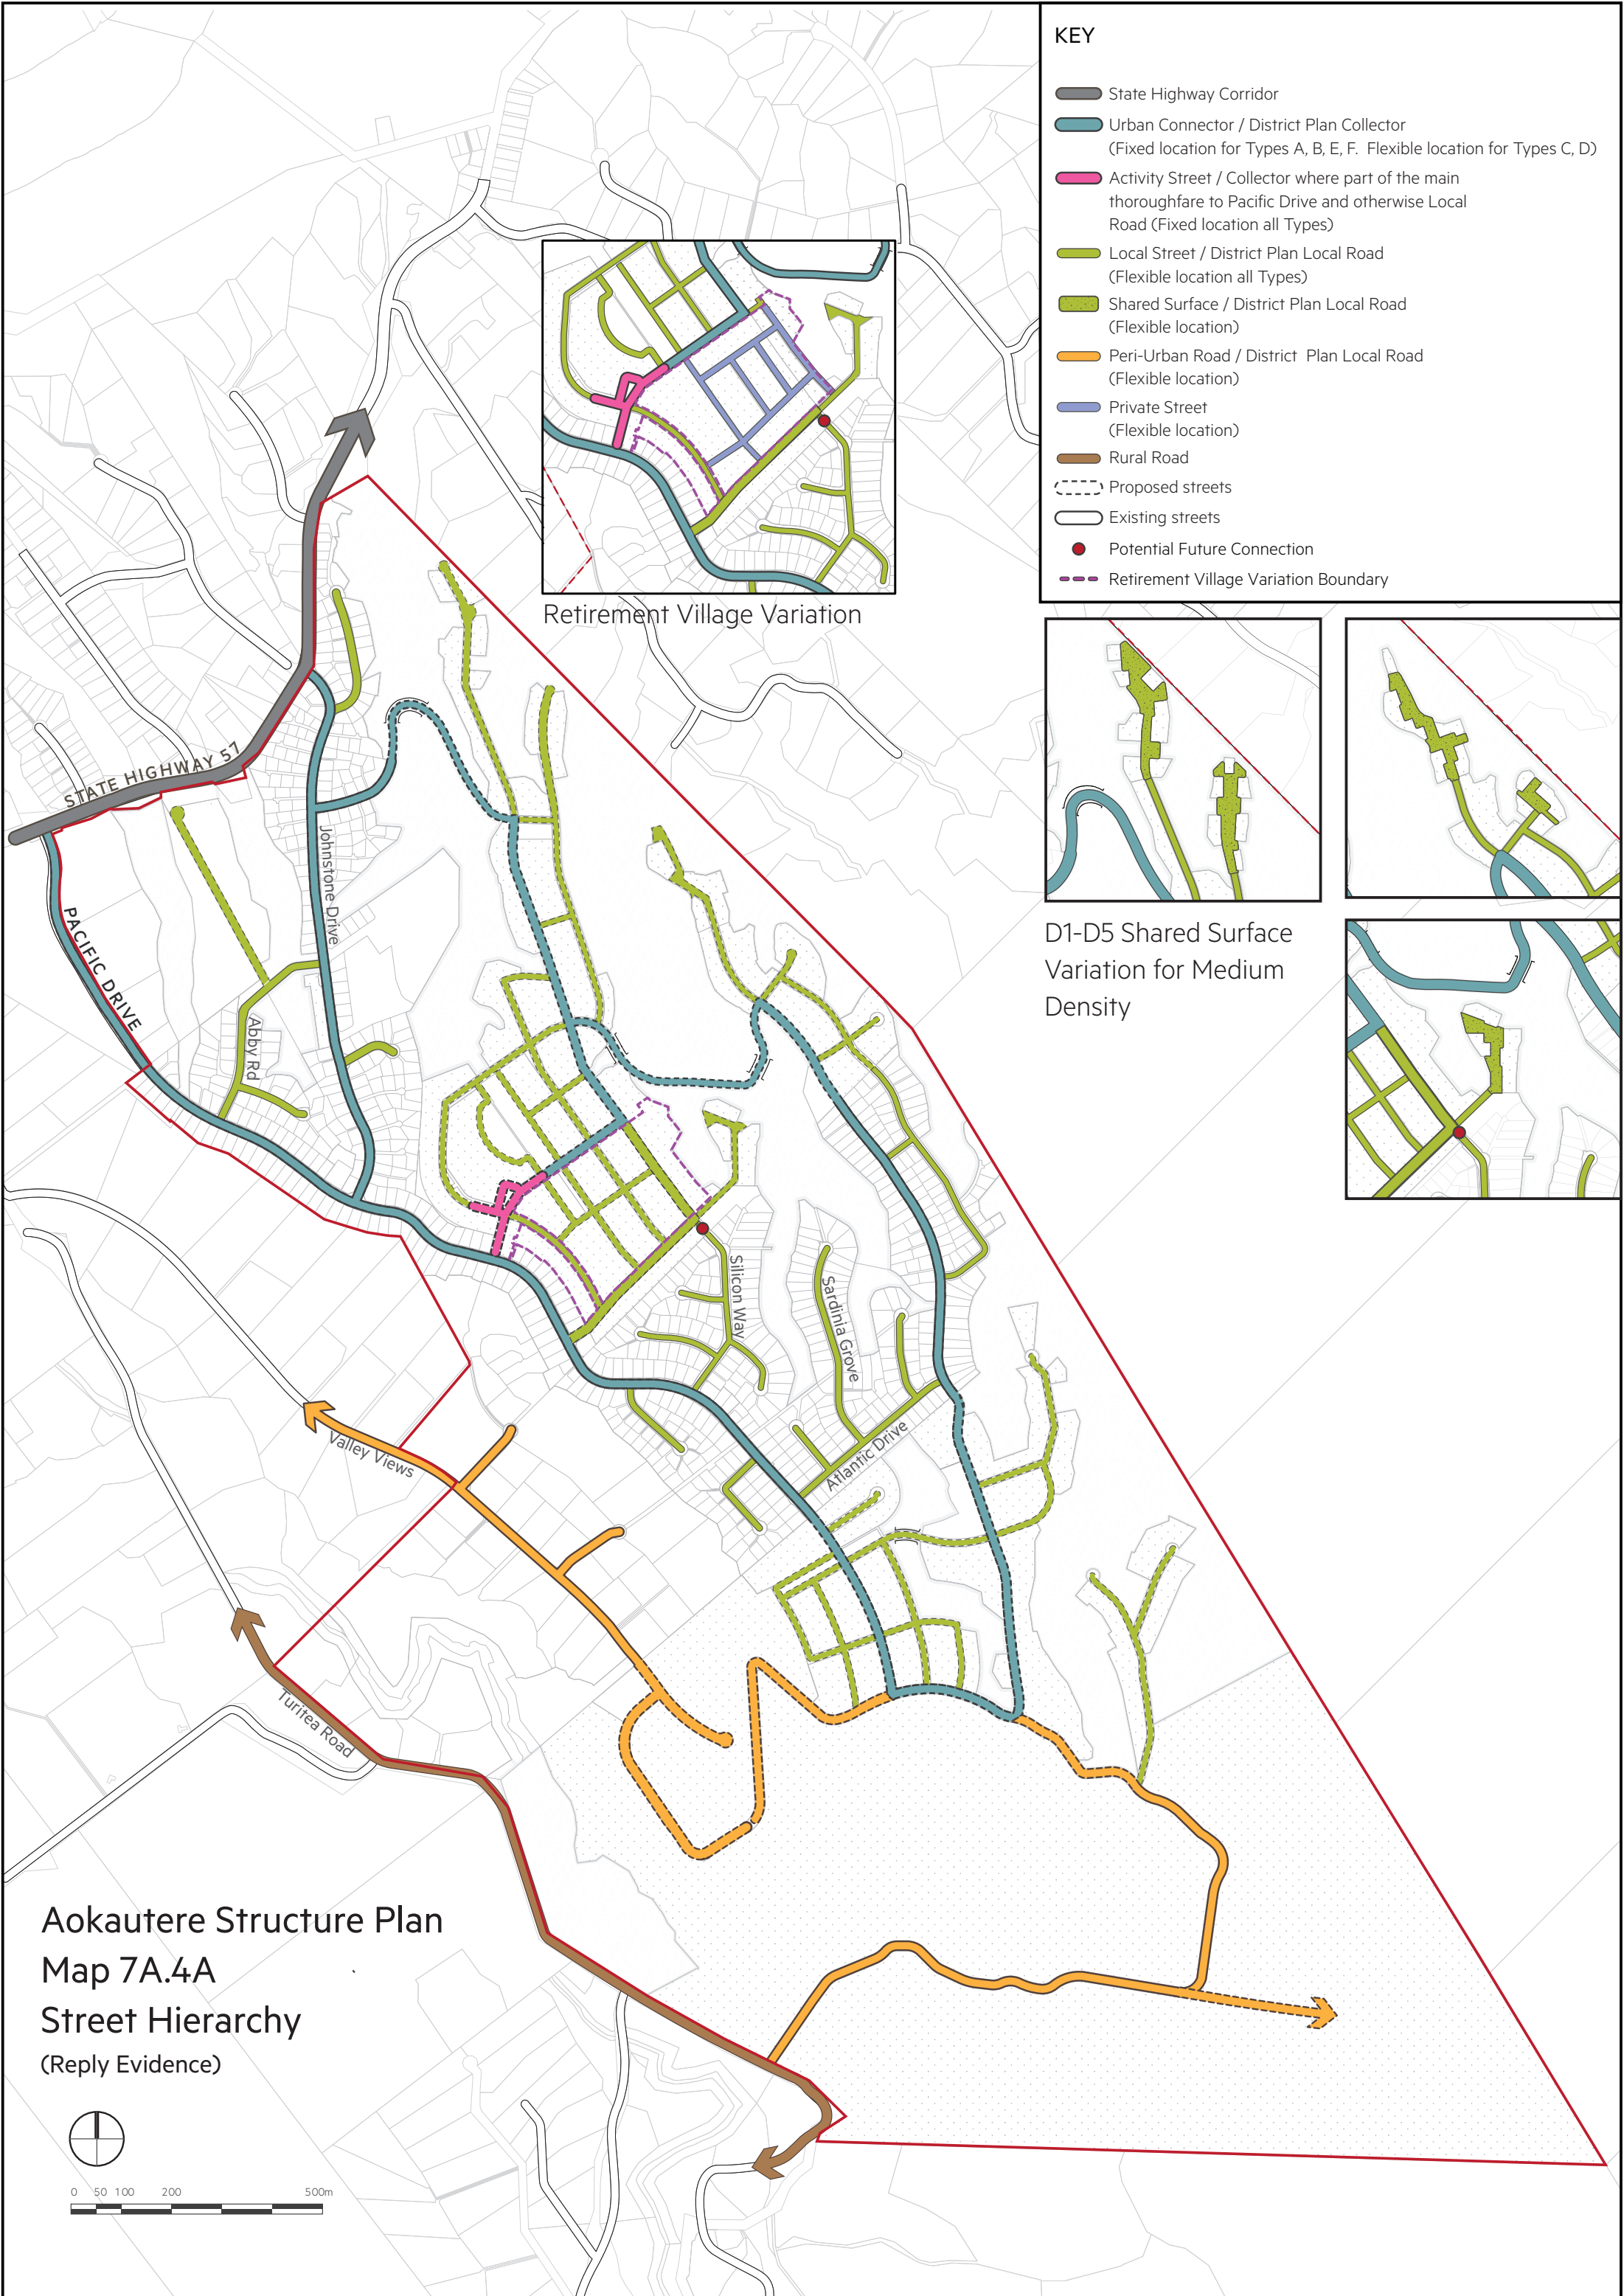 KEY
State Highway Corridor
Urban Connector / District Plan Collector
(Fixed location for Types A, B, E, F. Flexible location for Types C, D)
Activity Street / Collector where part of the main
thoroughfare to Pacific Drive and otherwise Local
Road (Fixed location all Types)
Local Street / District Plan Local Road
(Flexible location all Types)
Shared Surface / District Plan Local Road
(Flexible location)
Peri-Urban Road / District Plan Local Road
(Flexible location)
Private Street
(Flexible location)
Rural Road
Proposed streets
Existing streets
Potential Future Connection
Retirement Village Variation Boundary
Retirement Village Variation
D1-D5 Shared Surface
Variation for Medium
Density
STATE HIGHWAY 57
Johnstone Drive
PACIFIC DRIVE
Abby Rd
Silicon Way
Sardinia Grove
Atlantic Drive
Valley Views
Turitea Road
Aokautere Structure Plan
Map 7A.4A
Street Hierarchy
(Reply Evidence)
0 50 100 200 500m